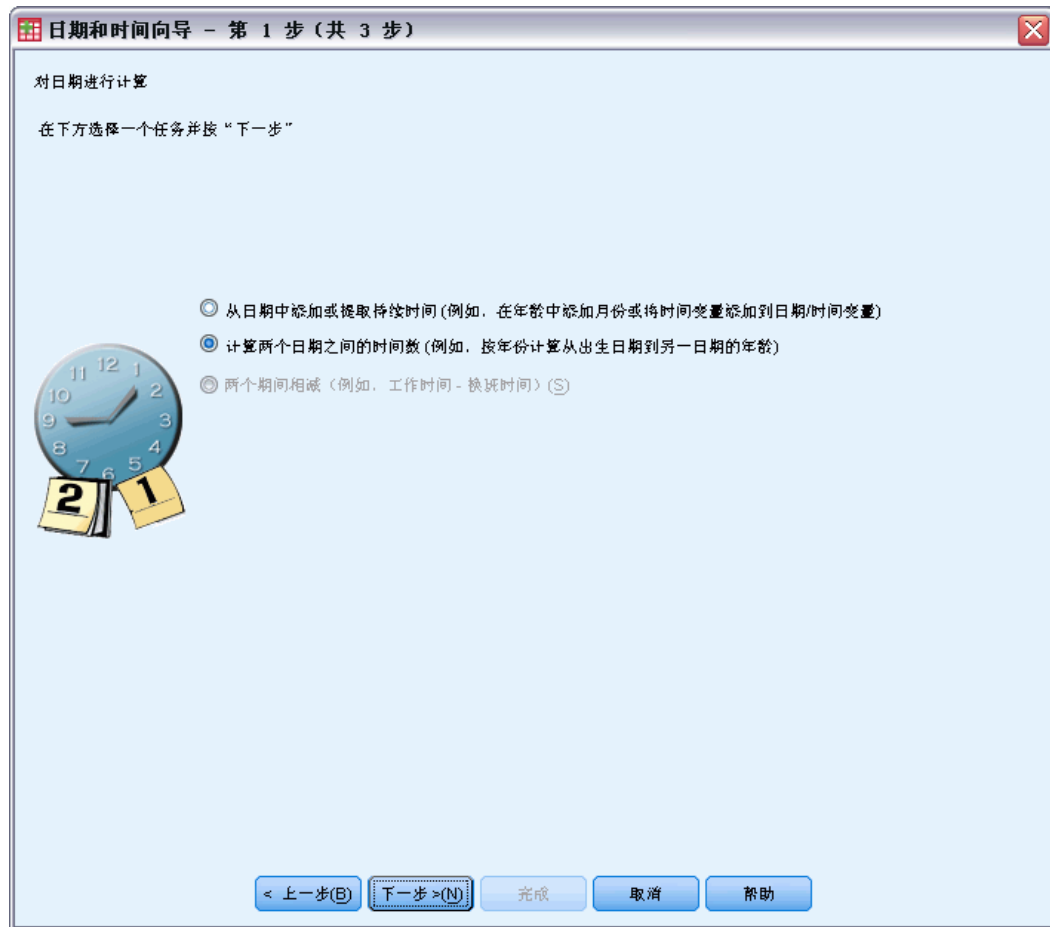 日期和时间向导 - 第 1 步 (共 3 步)
对日期进行计算
在下方选择一个任务并按“下一步”
从日期中添加或提取持续时间 (例如，在年龄中添加月份或将时间变量添加到日期/时间变量)
计算两个日期之间的时间数 (例如，按年份计算从出生日期到另一日期的年龄)
两个期间相减（例如，工作时间 - 换班时间）(S)
11 12 1
10 2
9 3
8 4
7 6 5
2 1
< 上一步(B) 下一步 >(N) 完成 取消 帮助